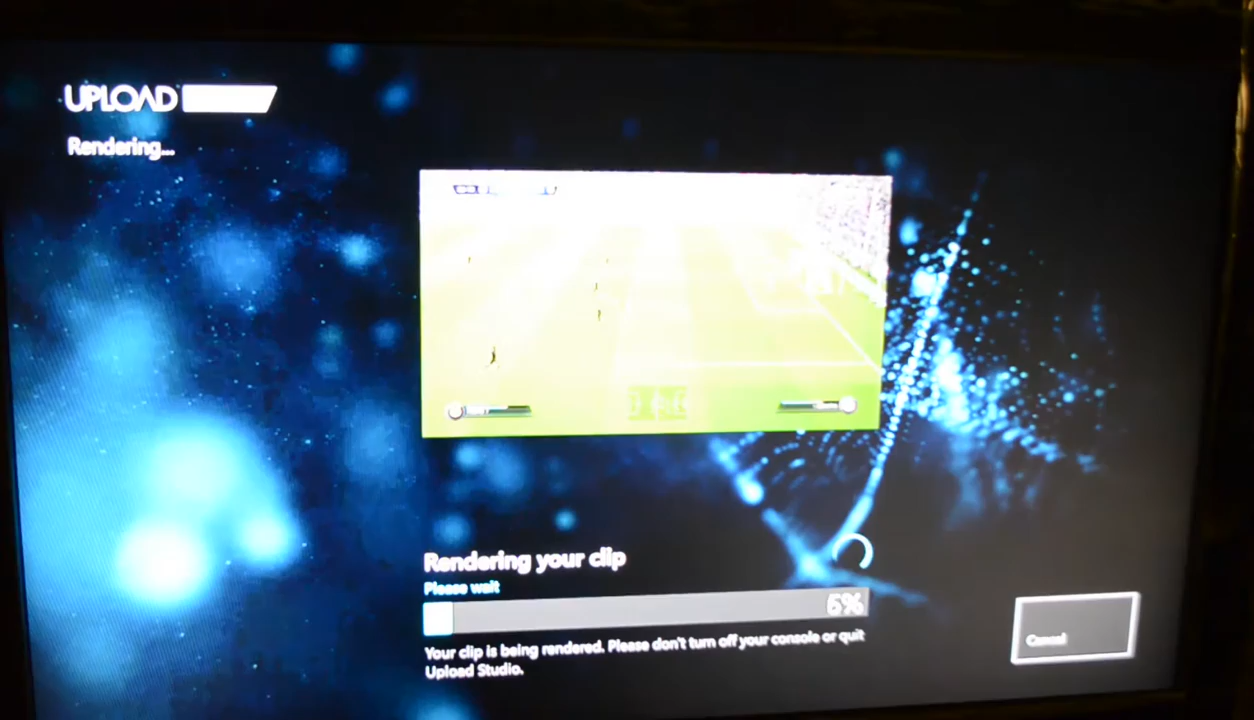 UPLOAD
Rendering...
Rendering your clip
Please wait
6%
Your clip is being rendered. Please don't turn off your console or quit
Upload Studio.
Cancel